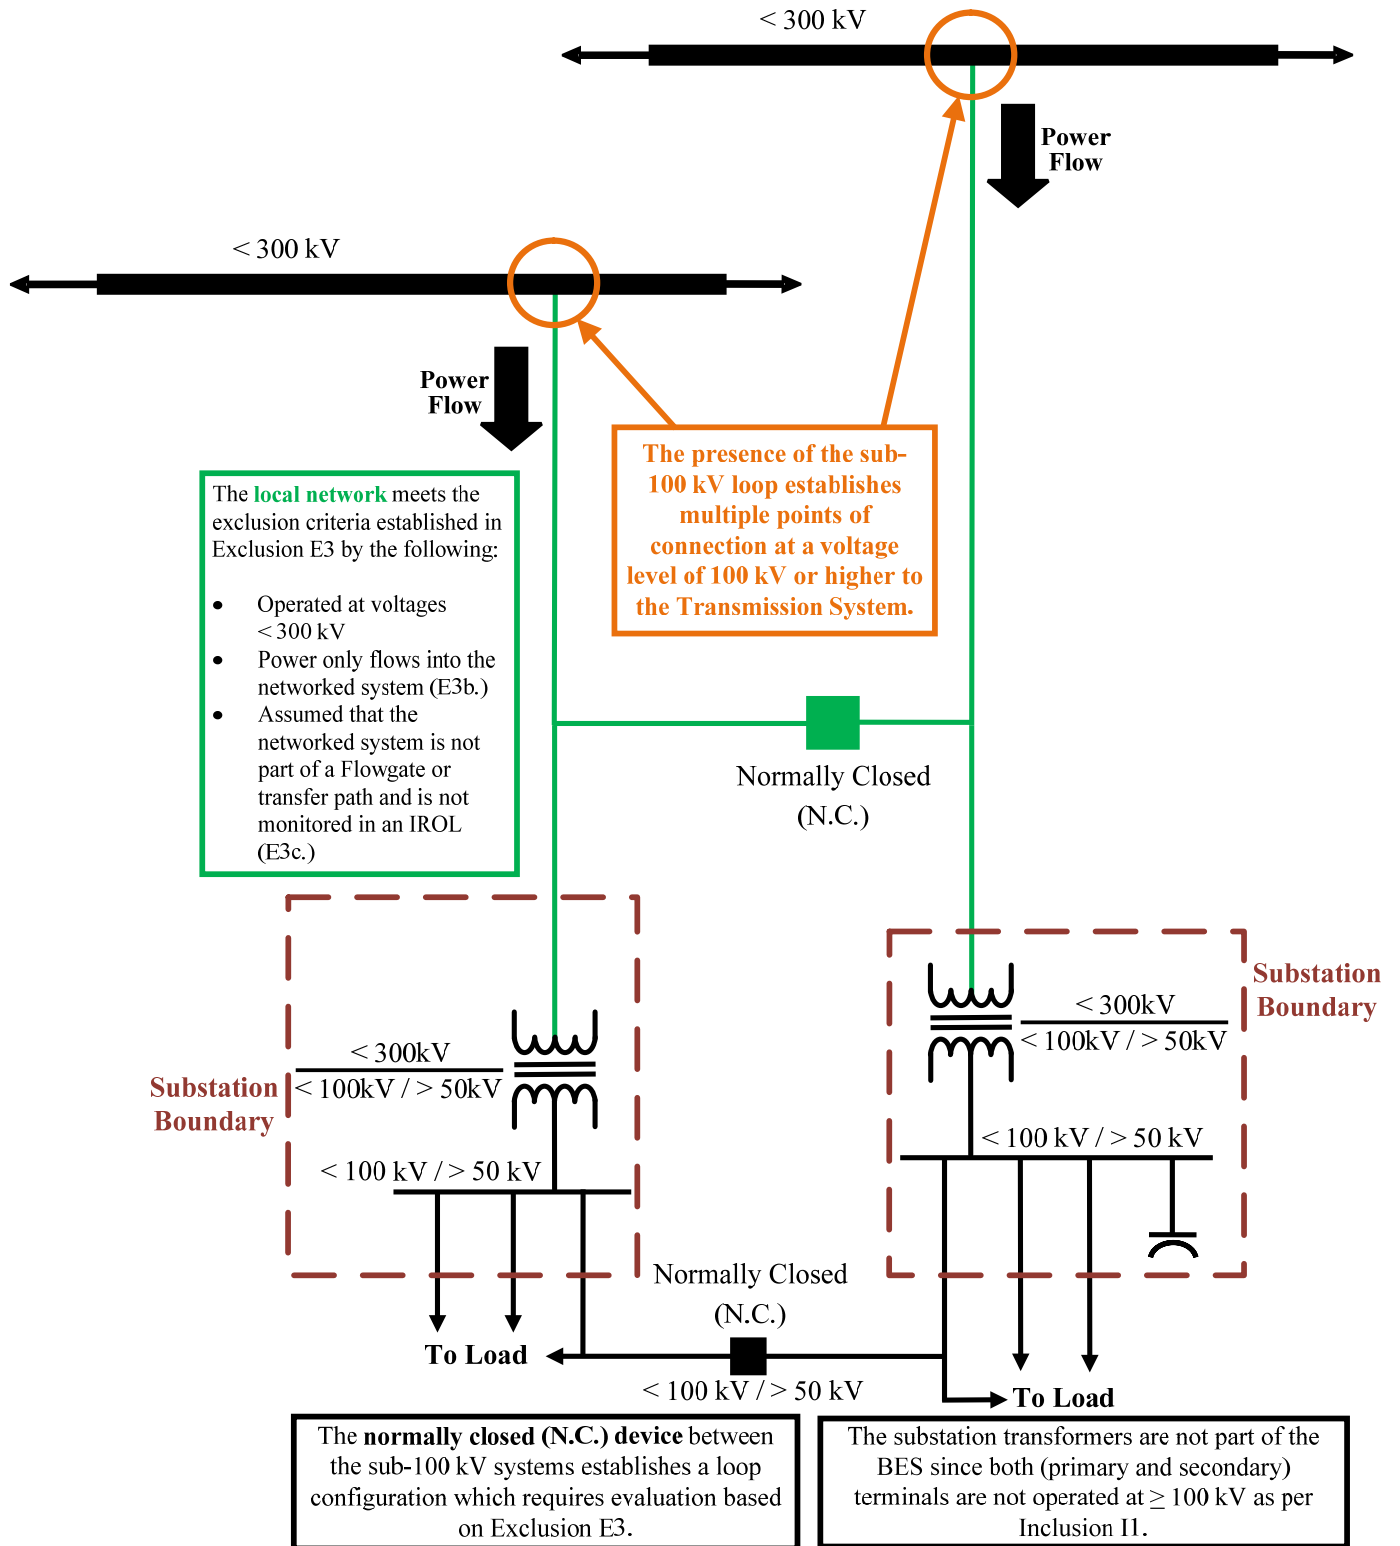 < 300 kV
Power
Flow
< 300 kV
Power
Flow
The presence of the sub-
100 kV loop establishes
multiple points of
connection at a voltage
level of 100 kV or higher to
the Transmission System.
The local network meets the
exclusion criteria established in
Exclusion E3 by the following:
• Operated at voltages
< 300 kV
• Power only flows into the
networked system (E3b.)
• Assumed that the
networked system is not
part of a Flowgate or
transfer path and is not
monitored in an IROL
(E3c.)
Normally Closed
(N.C.)
Substation
Boundary
< 300kV
< 100kV / > 50kV
< 300kV
< 100kV / > 50kV
Substation
Boundary
< 100 kV / > 50 kV
< 100 kV / > 50 kV
Normally Closed
(N.C.)
To Load
< 100 kV / > 50 kV
To Load
The normally closed (N.C.) device between
the sub-100 kV systems establishes a loop
configuration which requires evaluation based
on Exclusion E3.
The substation transformers are not part of the
BES since both (primary and secondary)
terminals are not operated at ≥ 100 kV as per
Inclusion I1.